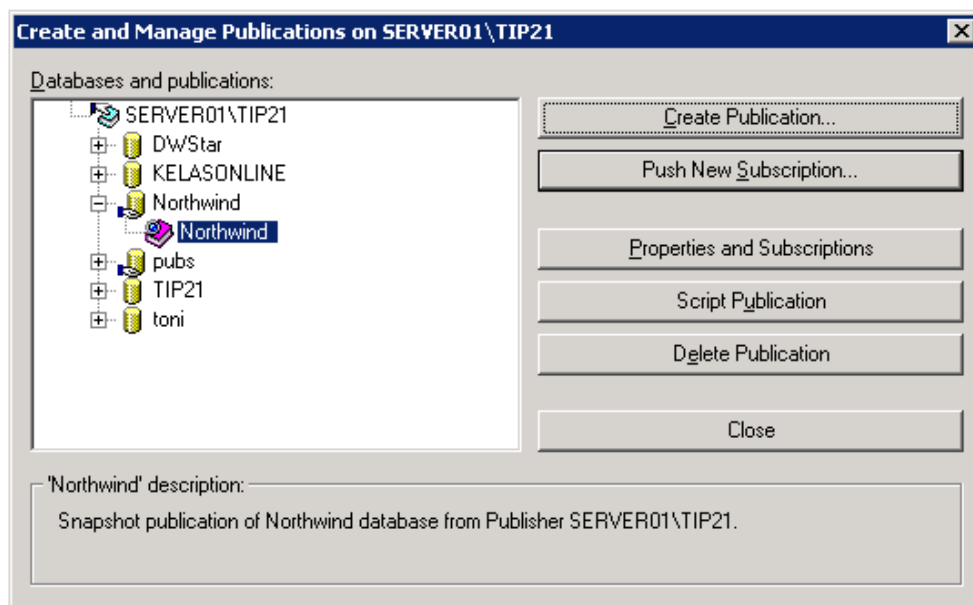 Create and Manage Publications on SERVER01\TIP21
Databases and publications:
SERVER01\TIP21
DWStar
KELASONLINE
Northwind
Northwind
pubs
TIP21
toni
Create Publication...
Push New Subscription...
Properties and Subscriptions
Script Publication
Delete Publication
Close
'Northwind' description:
Snapshot publication of Northwind database from Publisher SERVER01\TIP21.